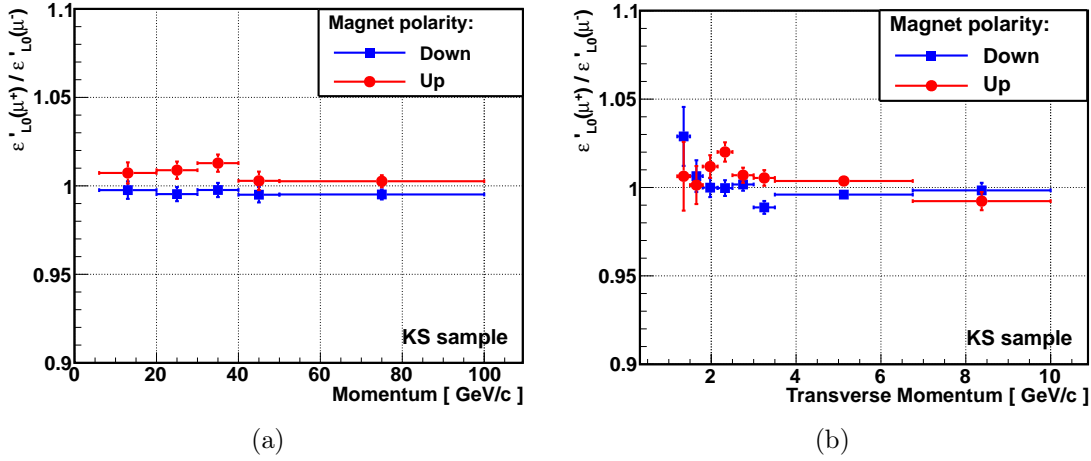 ε'L0(μ+) / ε'L0(μ-)
1.1
1.05
1
0.95
0.9
Magnet polarity:
Down
Up
KS sample
0 20 40 60 80 100
Momentum [ GeV/c ]
(a)
ε'L0(μ+) / ε'L0(μ-)
1.1
1.05
1
0.95
0.9
Magnet polarity:
Down
Up
KS sample
2 4 6 8 10
Transverse Momentum [ GeV/c ]
(b)